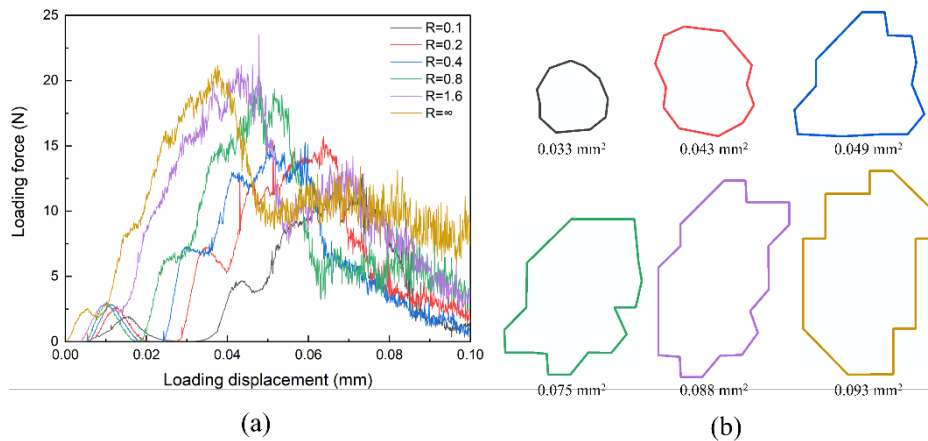 (a)
25
R=0.1
R=0.2
20
R=0.4
R=0.8
R=1.6
15
R=∞
0.033 mm²
0.043 mm²
0.049 mm²
Loading force (N)
10
5
0
0.00
0.02
0.04
0.06
0.08
0.10
Loading displacement (mm)
0.075 mm²
0.088 mm²
0.093 mm²
(a)
(b)